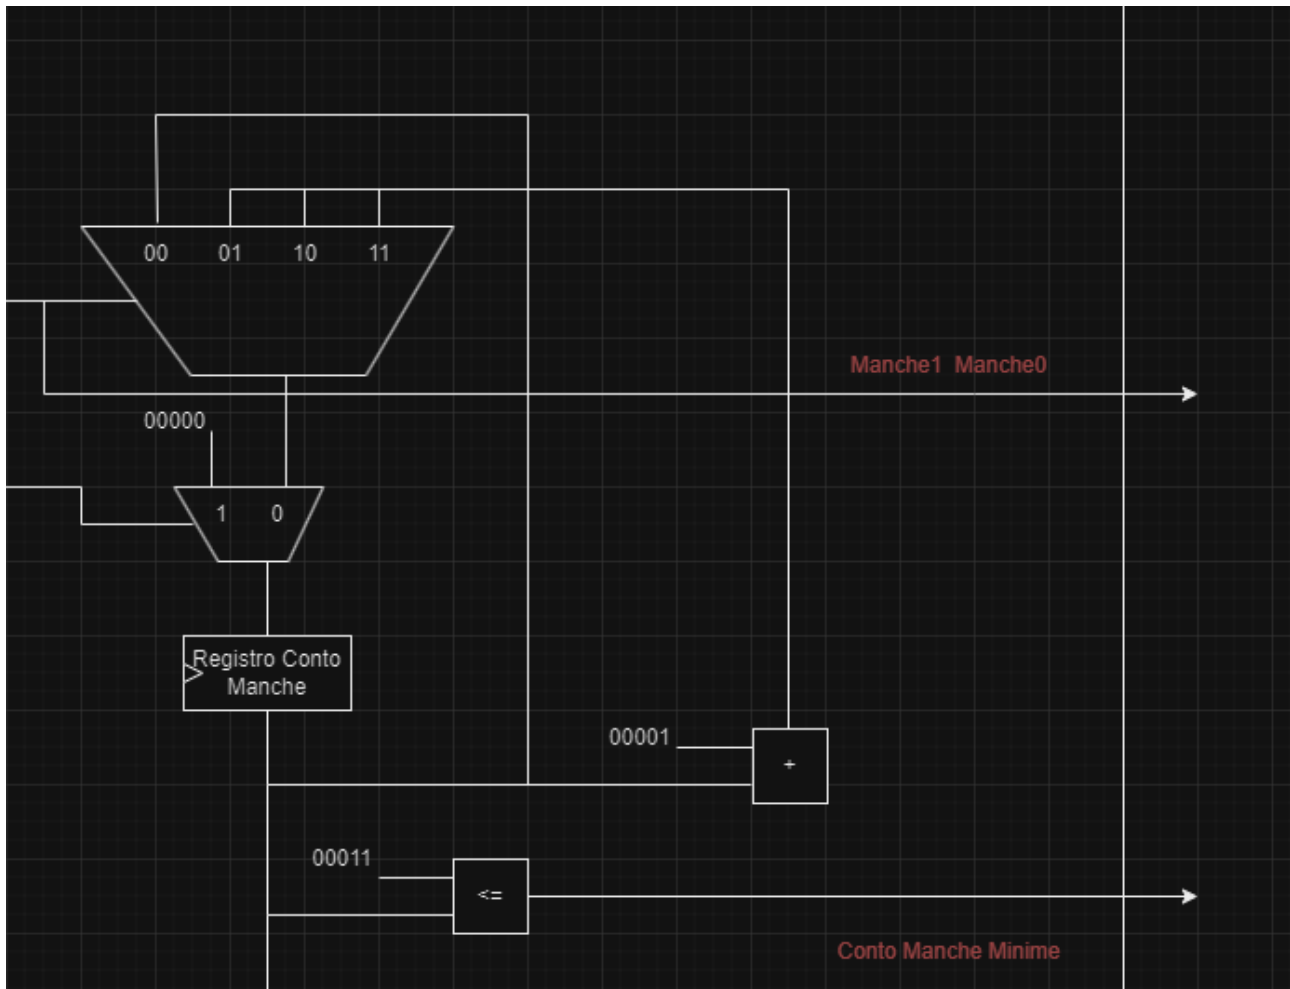 00 01 10 11
Manche1 Manche0
00000
1 0
Registro Conto
Manche
00001
+
00011
<=
Conto Manche Minime